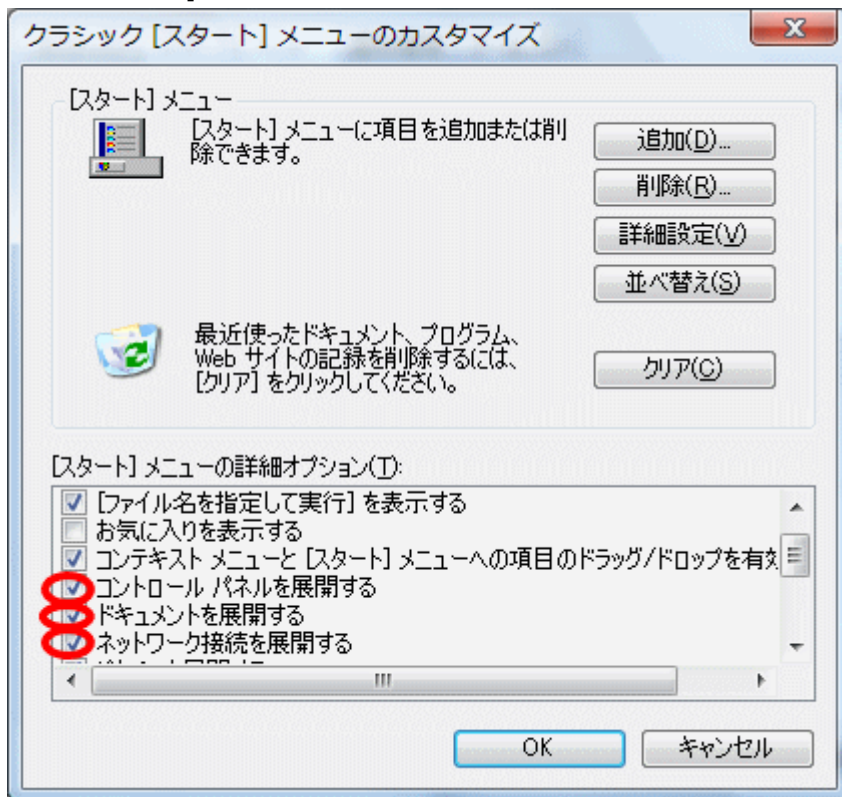 クラシック [スタート] メニューのカスタマイズ
[スタート] メニュー
[スタート] メニューに項目を追加または削
除できます。
追加(D)...
削除(R)...
詳細設定(V)
並べ替え(S)
最近使ったドキュメント、プログラム、
Web サイトの記録を削除するには、
[クリア] をクリックしてください。
クリア(C)
[スタート] メニューの詳細オプション(T):
[ファイル名を指定して実行] を表示する
お気に入りを表示する
コンテキスト メニューと [スタート] メニューへの項目のドラッグ/ドロップを有効
コントロール パネルを展開する
ドキュメントを展開する
ネットワーク接続を展開する
OK
キャンセル